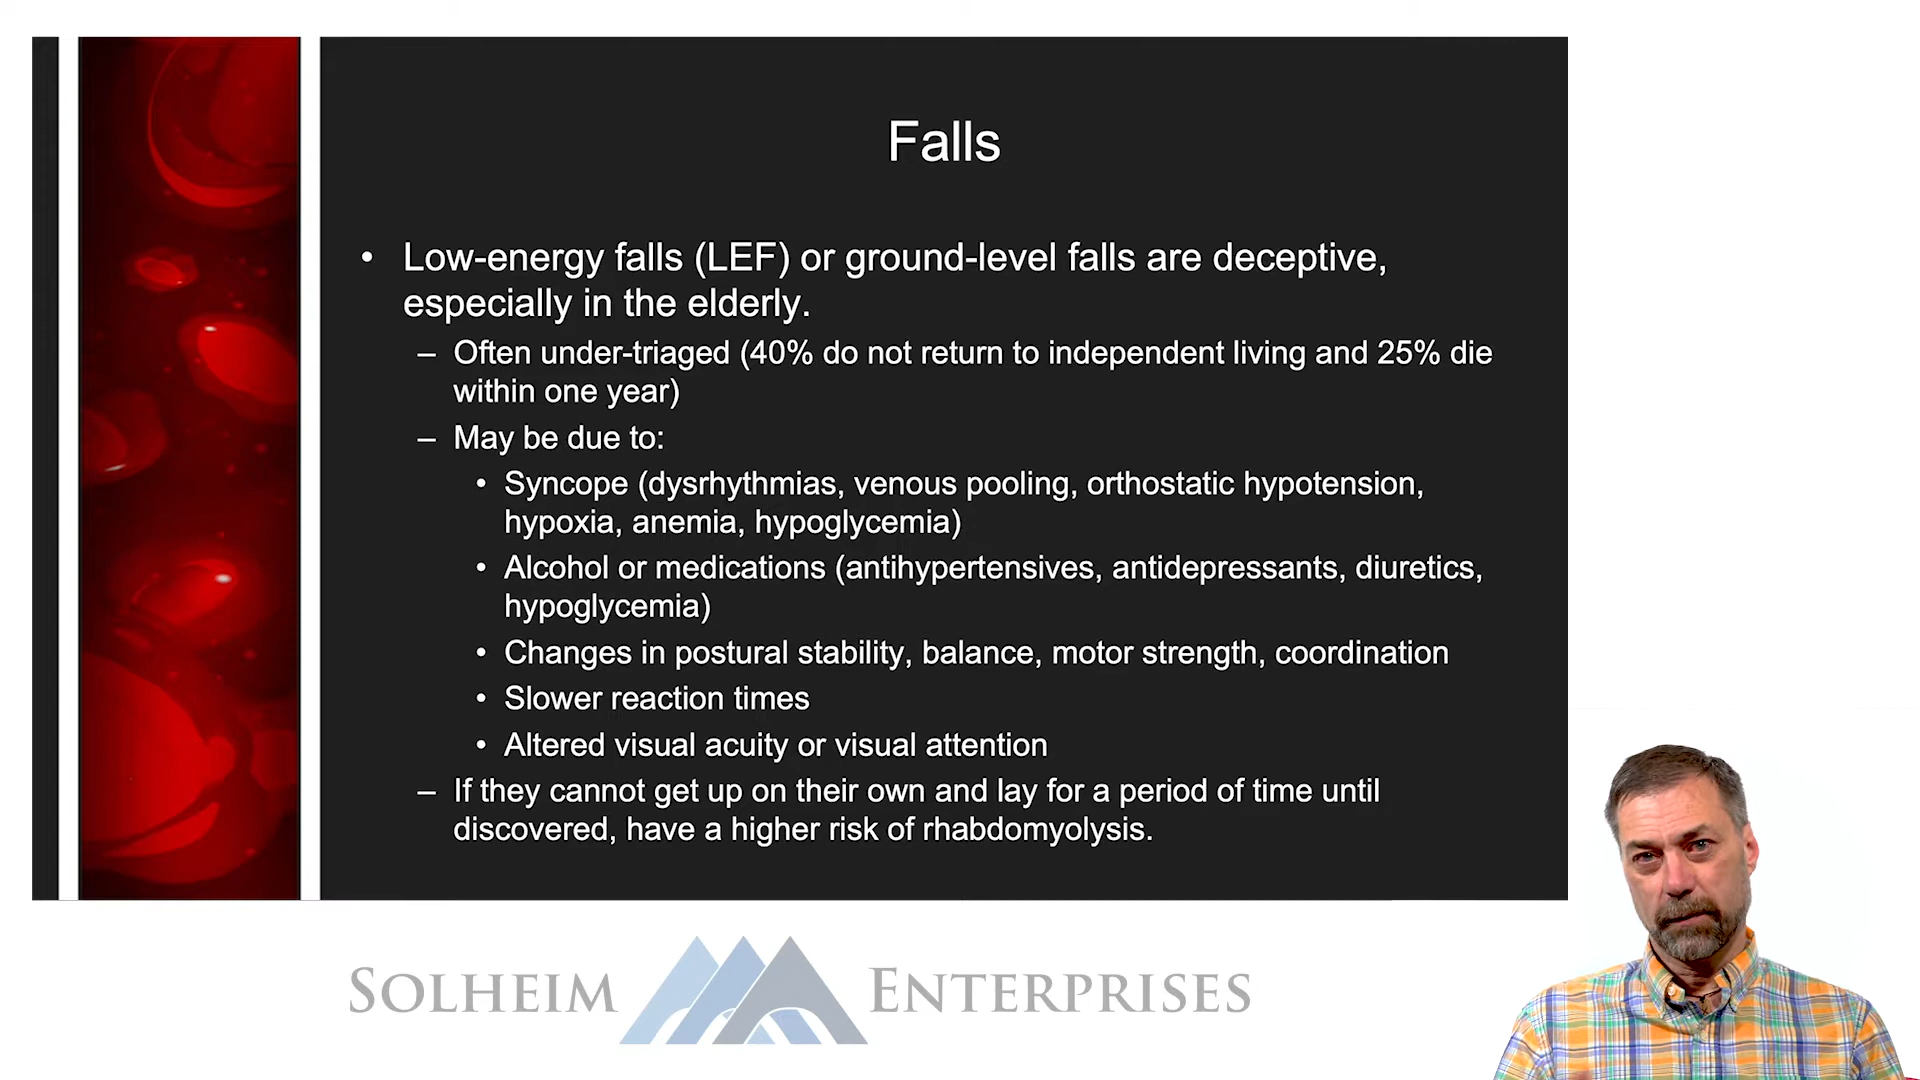 Falls
• Low-energy falls (LEF) or ground-level falls are deceptive,
especially in the elderly.
– Often under-triaged (40% do not return to independent living and 25% die
within one year)
– May be due to:
• Syncope (dysrhythmias, venous pooling, orthostatic hypotension,
hypoxia, anemia, hypoglycemia)
• Alcohol or medications (antihypertensives, antidepressants, diuretics,
hypoglycemia)
• Changes in postural stability, balance, motor strength, coordination
• Slower reaction times
• Altered visual acuity or visual attention
– If they cannot get up on their own and lay for a period of time until
discovered, have a higher risk of rhabdomyolysis.
SOLHEIM ENTERPRISES